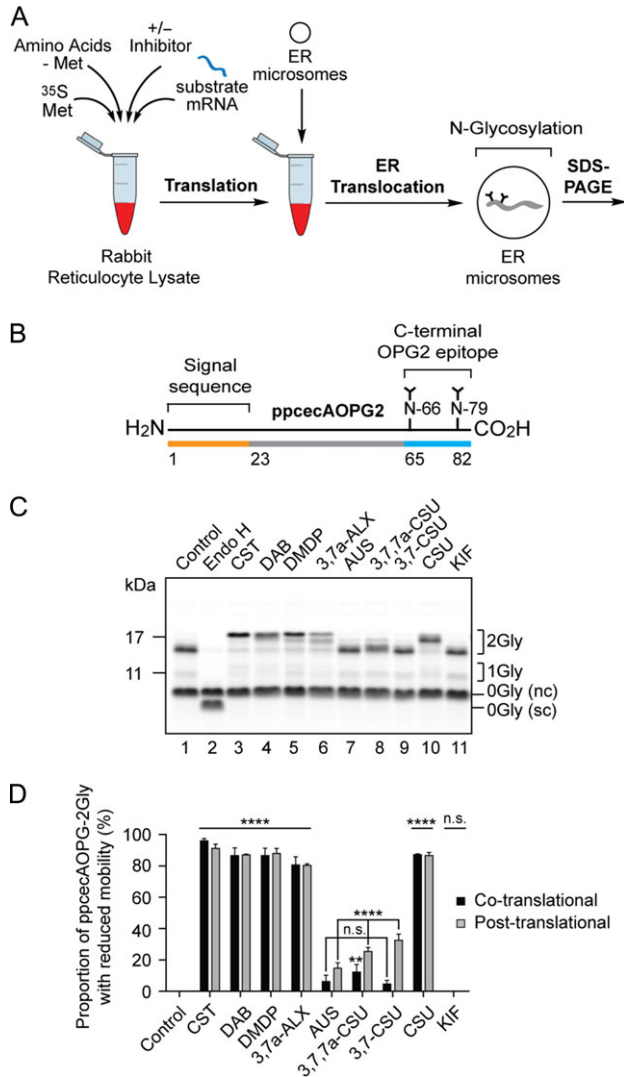 A
Amino Acids
- Met
+/–
Inhibitor
ER
microsomes
35S
Met
substrate
mRNA
N-Glycosylation
Translation
ER
Translocation
SDS-
PAGE
Rabbit
Reticulocyte Lysate
ER
microsomes
B
C-terminal
OPG2 epitope
Signal
sequence
ppcecAOPG2
N-66
N-79
H2N
CO2H
1
23
65
82
C
Control
Endo H
CST
DAB
DMDP
3,7a-ALX
AUS
3,7,7a-CSU
3,7-CSU
CSU
KIF
kDa
17
11
2Gly
1Gly
0Gly (nc)
0Gly (sc)
1 2 3 4 5 6 7 8 9 10 11
D
Proportion of ppcecAOPG-2Gly
with reduced mobility (%)
100
80
60
40
20
0
****
****
n.s.
****
n.s.
**
Co-translational
Post-translational
Control
CST
DAB
DMDP
3,7a-ALX
AUS
3,7,7a-CSU
3,7-CSU
CSU
KIF